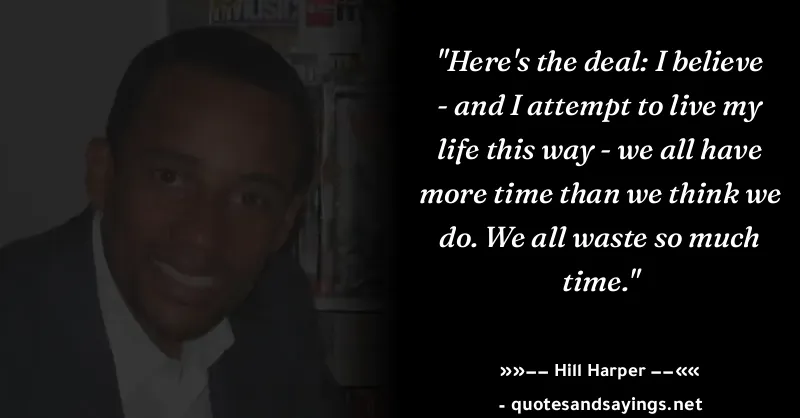 MUSIC
"Here's the deal: I believe
- and I attempt to live my
life this way - we all have
more time than we think we
do. We all waste so much
time."
»»−− Hill Harper −−««
- quotesandsayings.net